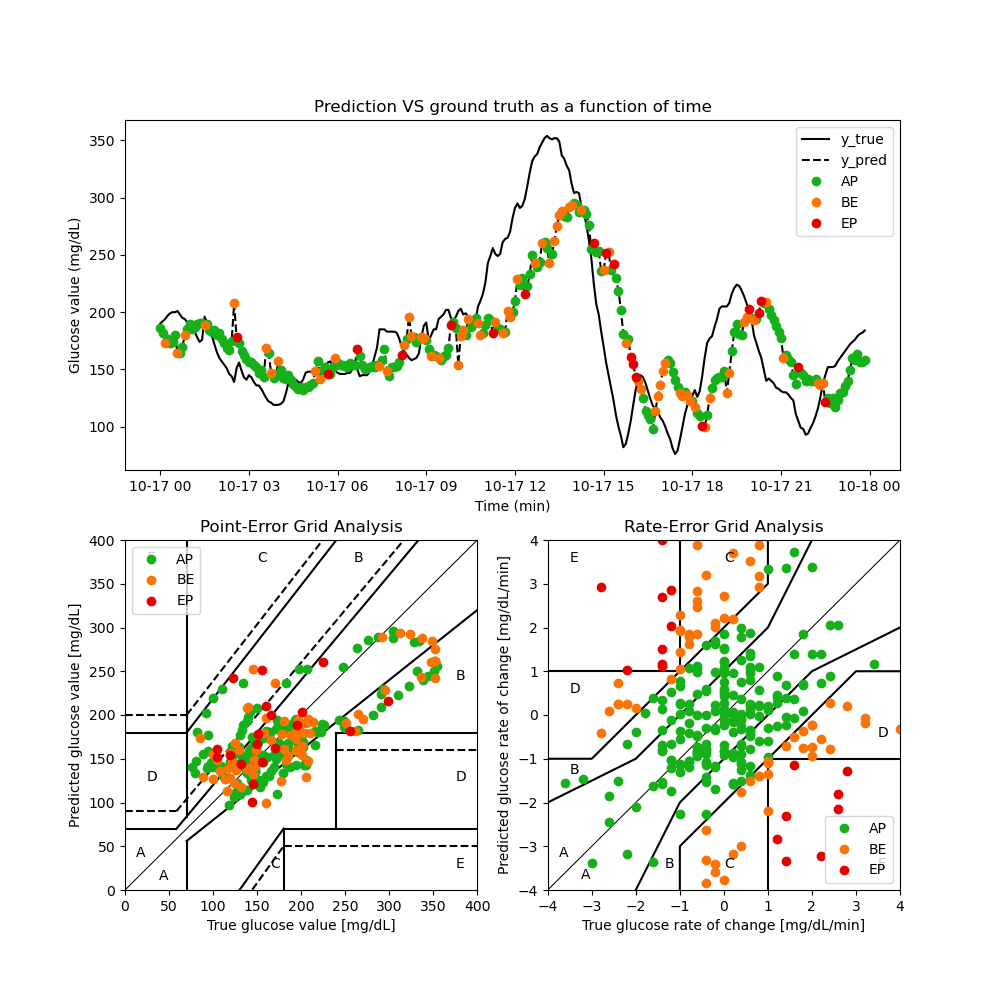 Prediction VS ground truth as a function of time
Glucose value (mg/dL)
350
300
250
200
150
100
y_true
y_pred
AP
BE
EP
10-17 00 10-17 03 10-17 06 10-17 09 10-17 12 10-17 15 10-17 18 10-17 21 10-18 00
Time (min)
Point-Error Grid Analysis
Predicted glucose value [mg/dL]
400
350
300
250
200
150
100
50
0
AP
BE
EP
C
B
B
D
D
A
A
C
E
0 50 100 150 200 250 300 350 400
True glucose value [mg/dL]
Rate-Error Grid Analysis
Predicted glucose rate of change [mg/dL/min]
4
3
2
1
0
−1
−2
−3
−4
E
C
D
D
B
A
A
B
C
AP
BE
EP
−4 −3 −2 −1 0 1 2 3 4
True glucose rate of change [mg/dL/min]